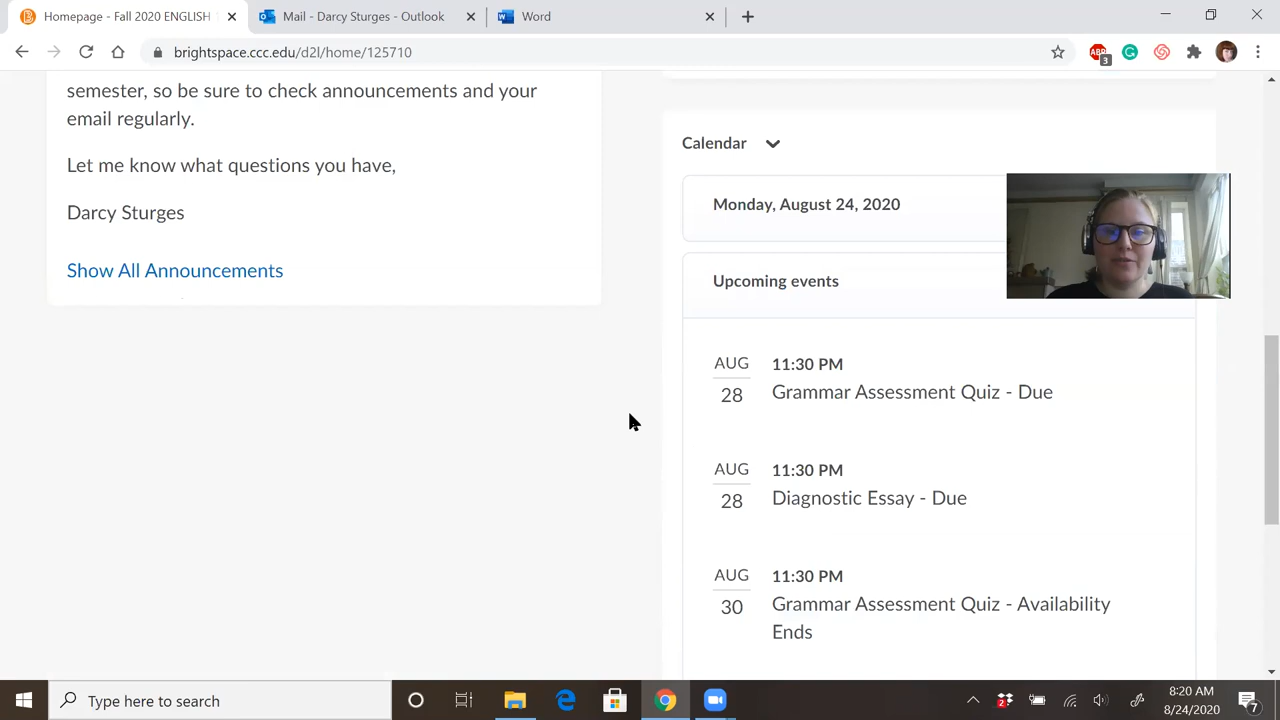 Homepage - Fall 2020 ENGLISH
Mail - Darcy Sturges - Outlook
Word
brightspace.ccc.edu/d2l/home/125710
ABP
3
semester, so be sure to check announcements and your
email regularly.
Let me know what questions you have,
Darcy Sturges
Show All Announcements
Calendar
Monday, August 24, 2020
Upcoming events
AUG
28
11:30 PM
Grammar Assessment Quiz - Due
AUG
28
11:30 PM
Diagnostic Essay - Due
AUG
30
11:30 PM
Grammar Assessment Quiz - Availability
Ends
Type here to search
2
8:20 AM
8/24/2020
7